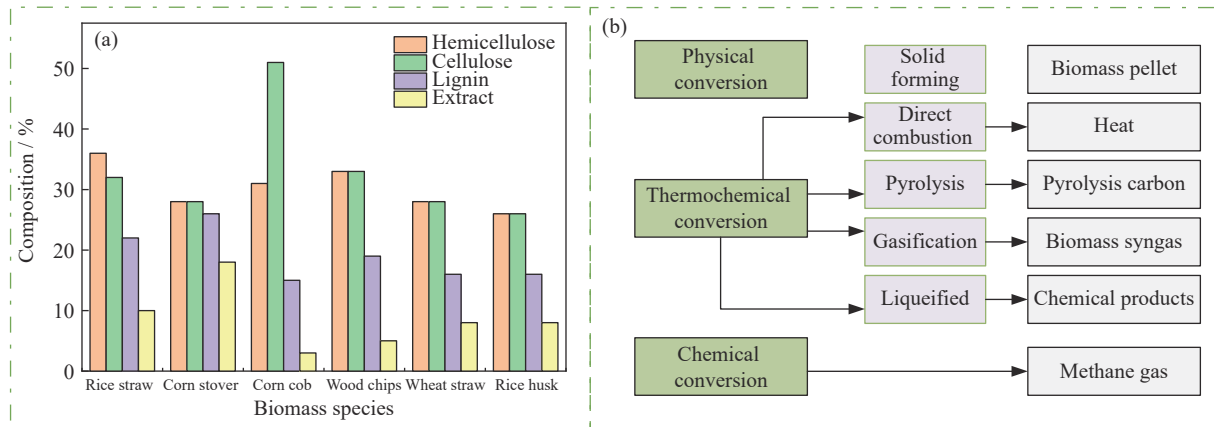 (a)
Hemicellulose
Cellulose
Lignin
Extract
Composition / %
50
40
30
20
10
0
Rice straw Corn stover Corn cob Wood chips Wheat straw Rice husk
Biomass species
(b)
Physical
conversion
Solid
forming
Biomass pellet
Direct
combustion
Heat
Thermochemical
conversion
Pyrolysis
Pyrolysis carbon
Gasification
Biomass syngas
Liqueified
Chemical products
Chemical
conversion
Methane gas